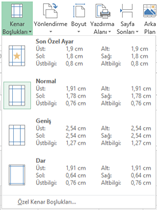 Kenar Boşlukları
Yönlendirme
Boyut
Yazdırma Alanı
Sayfa Sonları
Arka Plan
Son Özel Ayar
Üst: 1,9 cm Alt: 1,9 cm
Sol: 1,8 cm Sağ: 1,8 cm
Üstbilgi: 0,8 cm Altbilgi: 0,8 cm
Normal
Üst: 1,91 cm Alt: 1,91 cm
Sol: 1,78 cm Sağ: 1,78 cm
Üstbilgi: 0,76 cm Altbilgi: 0,76 cm
Geniş
Üst: 2,54 cm Alt: 2,54 cm
Sol: 2,54 cm Sağ: 2,54 cm
Üstbilgi: 1,27 cm Altbilgi: 1,27 cm
Dar
Üst: 1,91 cm Alt: 1,91 cm
Sol: 0,64 cm Sağ: 0,64 cm
Üstbilgi: 0,76 cm Altbilgi: 0,76 cm
Özel Kenar Boşlukları...